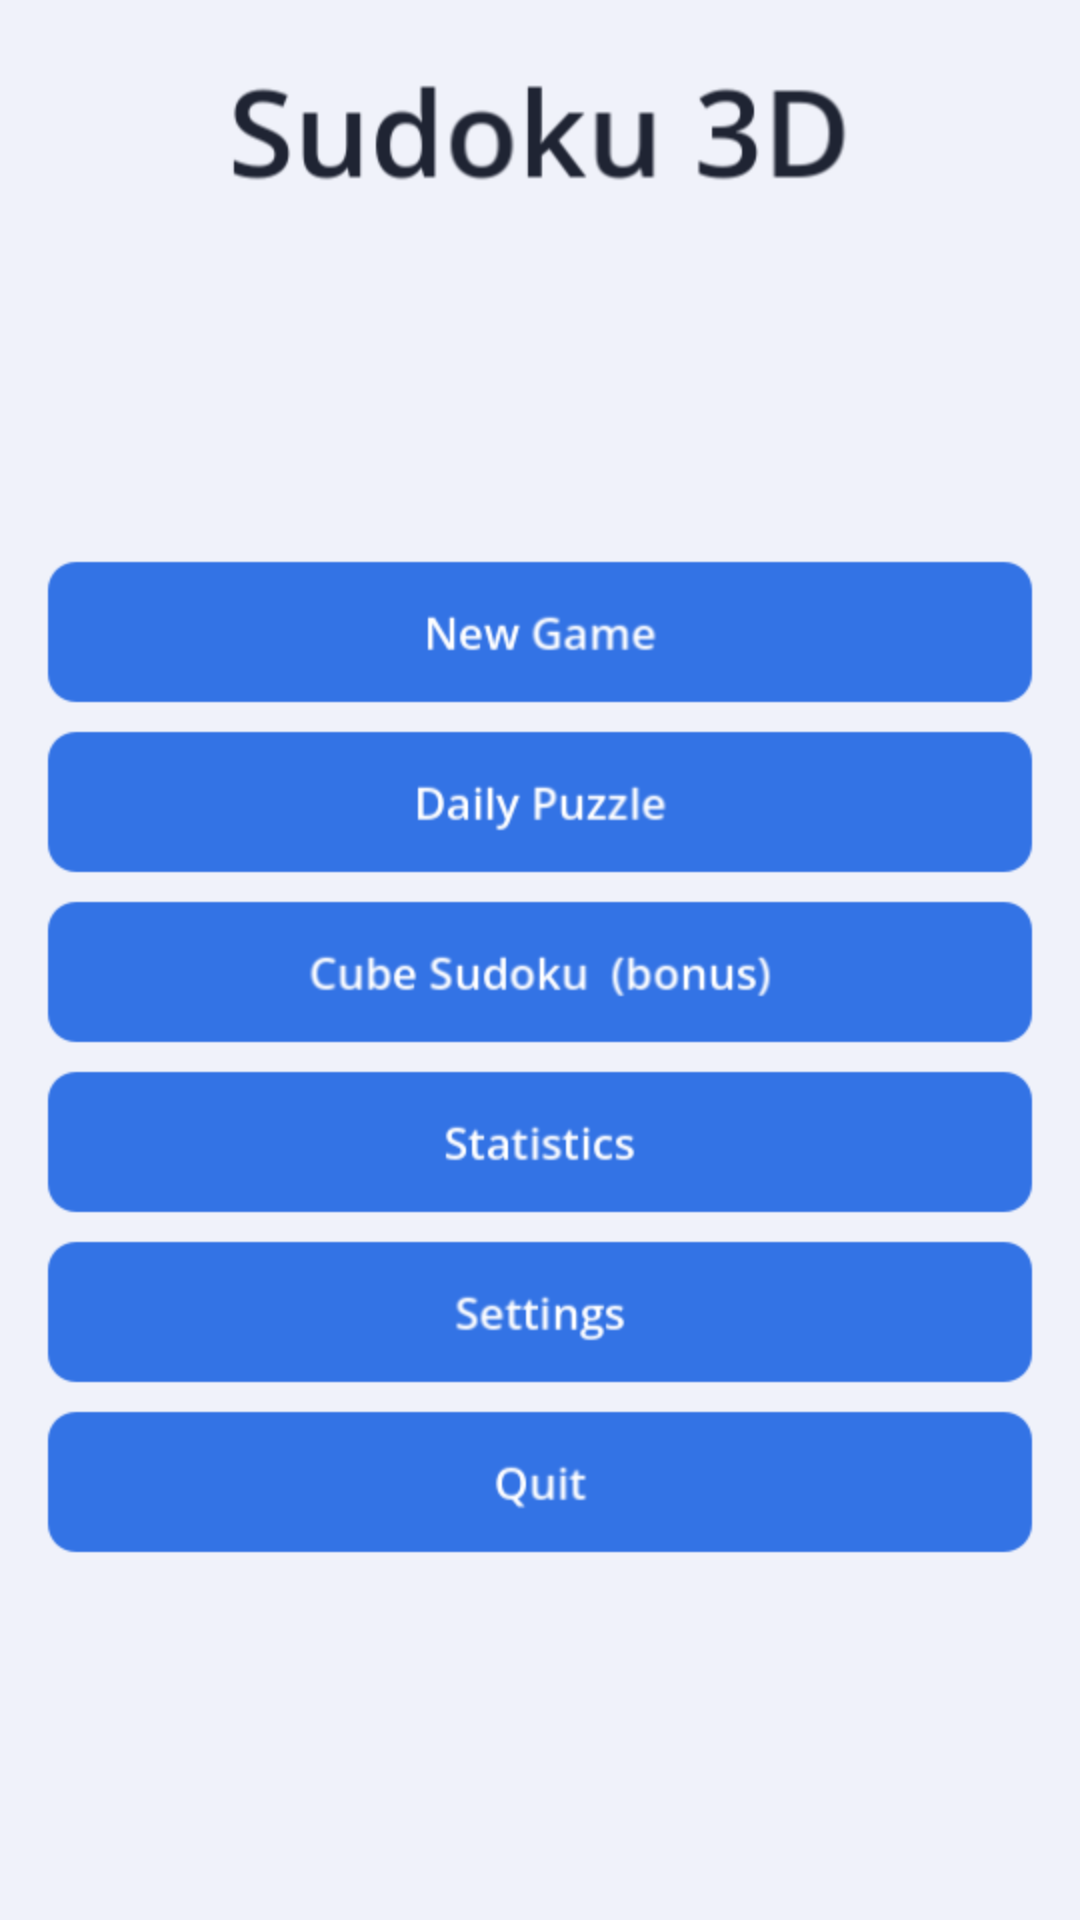 Sudoku 3D
New Game
Daily Puzzle
Cube Sudoku  (bonus)
Statistics
Settings
Quit